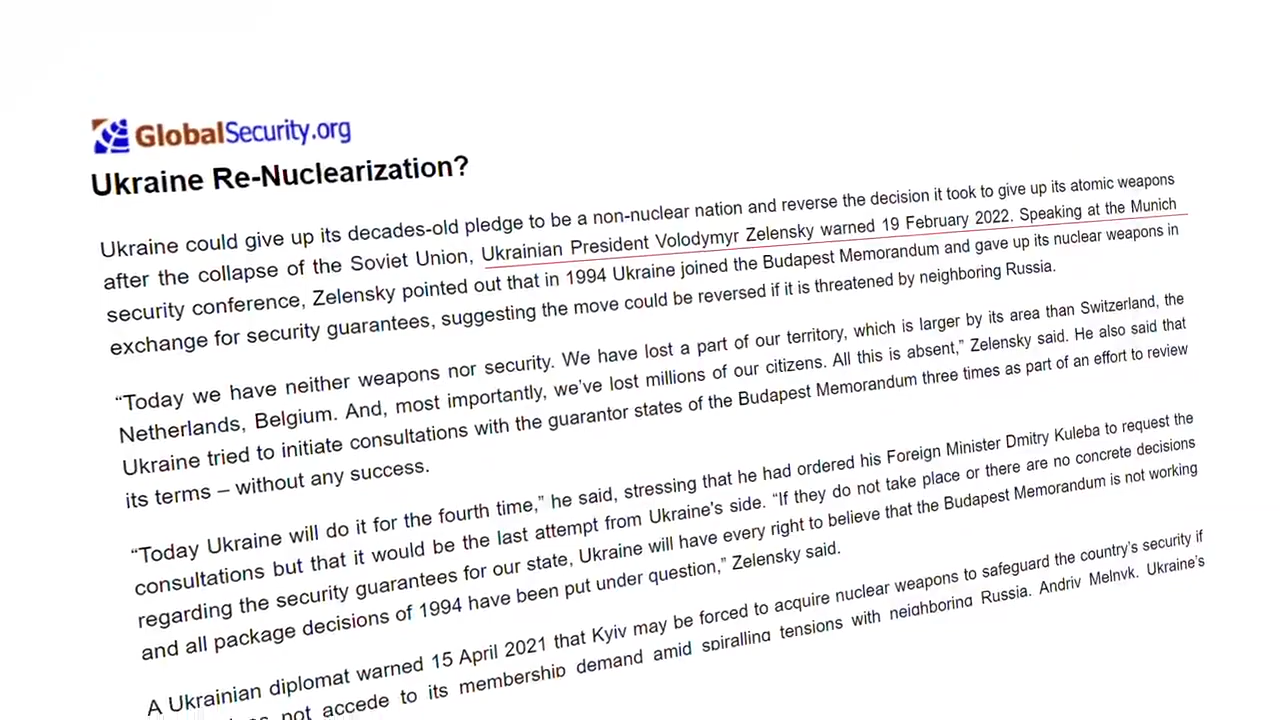 GlobalSecurity.org
Ukraine Re-Nuclearization?
Ukraine could give up its decades-old pledge to be a non-nuclear nation and reverse the decision it took to give up its atomic weapons
after the collapse of the Soviet Union, Ukrainian President Volodymyr Zelensky warned 19 February 2022. Speaking at the Munich
security conference, Zelensky pointed out that in 1994 Ukraine joined the Budapest Memorandum and gave up its nuclear weapons in
exchange for security guarantees, suggesting the move could be reversed if it is threatened by neighboring Russia.
“Today we have neither weapons nor security. We have lost a part of our territory, which is larger by its area than Switzerland, the
Netherlands, Belgium. And, most importantly, we’ve lost millions of our citizens. All this is absent,” Zelensky said. He also said that
Ukraine tried to initiate consultations with the guarantor states of the Budapest Memorandum three times as part of an effort to review
its terms – without any success.
“Today Ukraine will do it for the fourth time,” he said, stressing that he had ordered his Foreign Minister Dmitry Kuleba to request the
consultations but that it would be the last attempt from Ukraine's side. “If they do not take place or there are no concrete decisions
regarding the security guarantees for our state, Ukraine will have every right to believe that the Budapest Memorandum is not working
and all package decisions of 1994 have been put under question,” Zelensky said.
A Ukrainian diplomat warned 15 April 2021 that Kyiv may be forced to acquire nuclear weapons to safeguard the country’s security if
not accede to its membership demand amid spiralling tensions with neighboring Russia. Andriy Melnyk, Ukraine’s